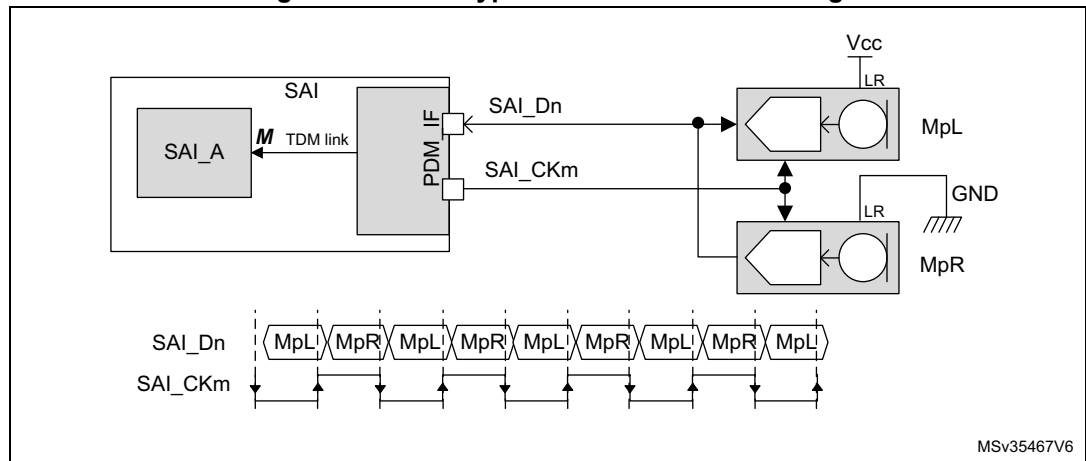 Vcc
LR
SAI
SAI_Dn
PDM_IF
MpL
SAI_A
M TDM link
SAI_CKm
GND
LR
MpR
SAI_Dn MpL MpR MpL MpR MpL MpR MpL MpR MpL
SAI_CKm
MSv35467V6